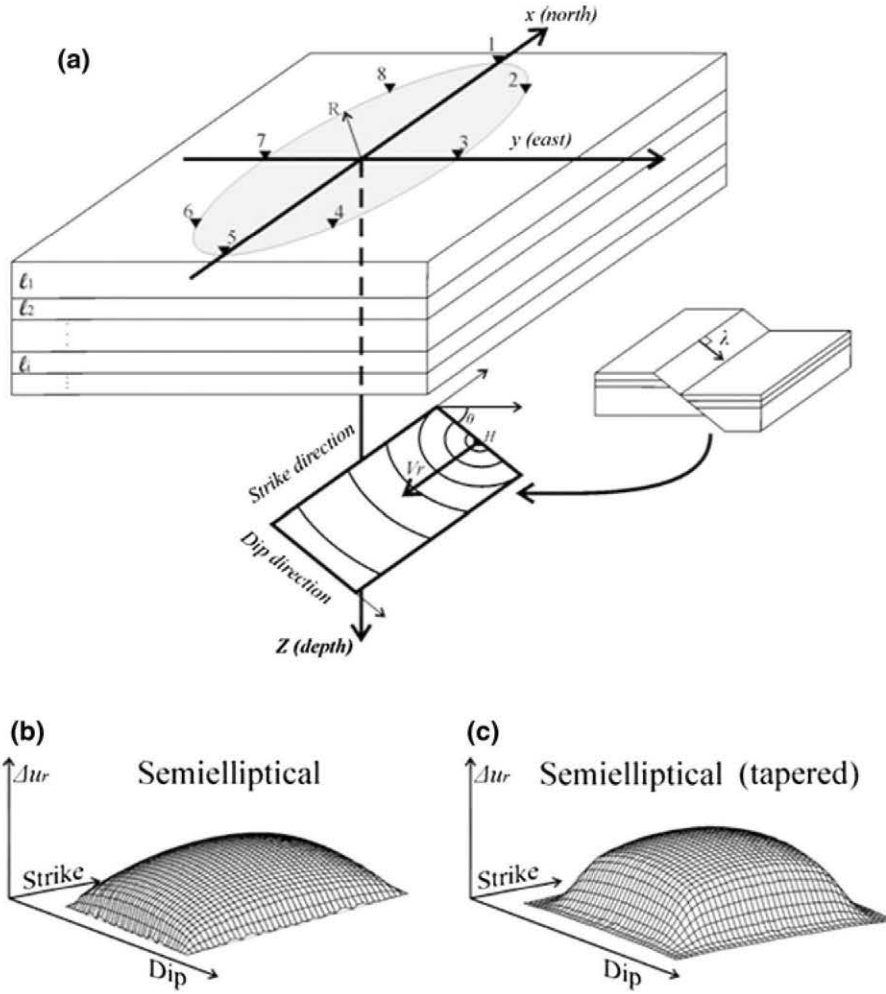 (a)
x (north)
1
2
8
R
7
3
y (east)
6
5
4
ℓ1
ℓ2
ℓi
λ
θ
H
Vr
Strike direction
Dip direction
Z (depth)
(b)
Δur
Semielliptical
Strike
Dip
(c)
Δur
Semielliptical (tapered)
Strike
Dip